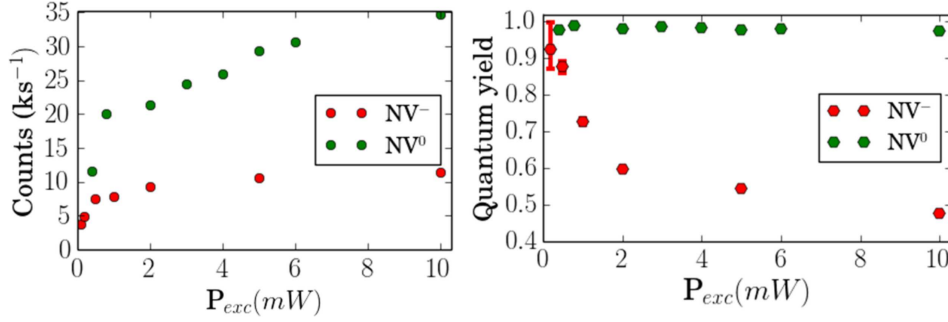 Counts (ks⁻¹)
35
30
25
20
15
10
5
0
0 2 4 6 8 10
P_exc(mW)
NV⁻
NV⁰
Quantum yield
1.0
0.9
0.8
0.7
0.6
0.5
0.4
0 2 4 6 8 10
P_exc(mW)
NV⁻
NV⁰